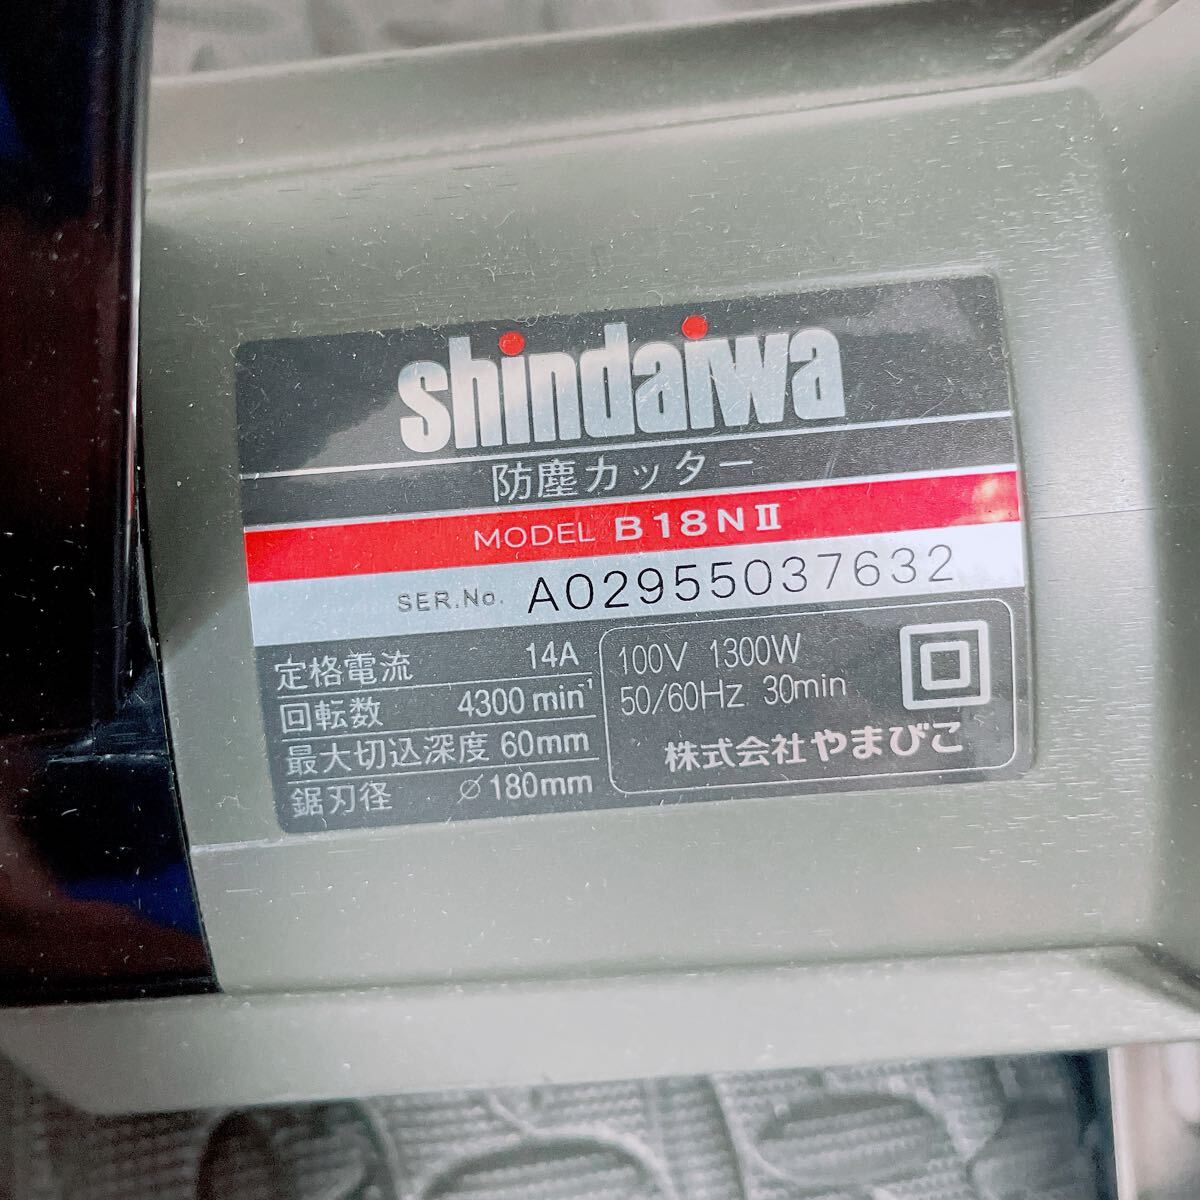 shindaiwa
防塵カッター
MODEL B18NⅡ
SER.No. A02955037632
定格電流 14A
回転数 4300 min⁻¹
最大切込深度 60mm
鋸刃径 ⌀180mm
100V 1300W
50/60Hz 30min
株式会社やまびこ